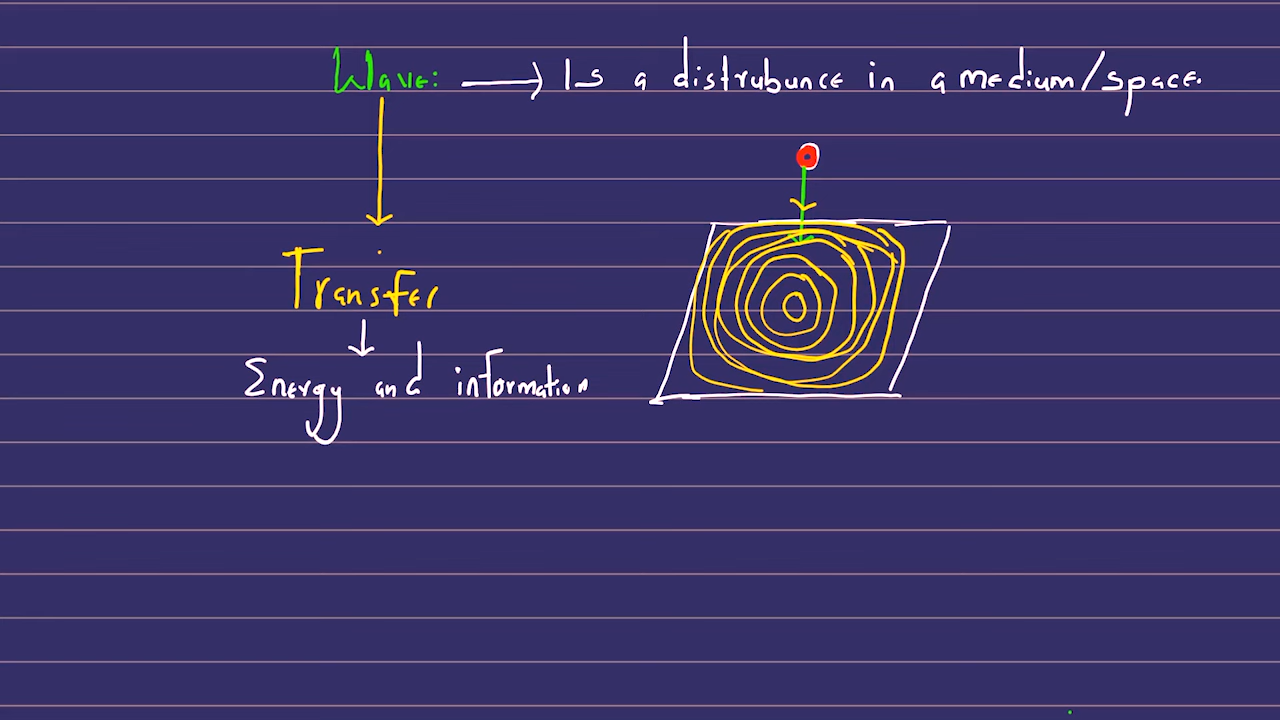 Wave: → Is a distrubunce in a medium/space.
Transfer
Energy and information